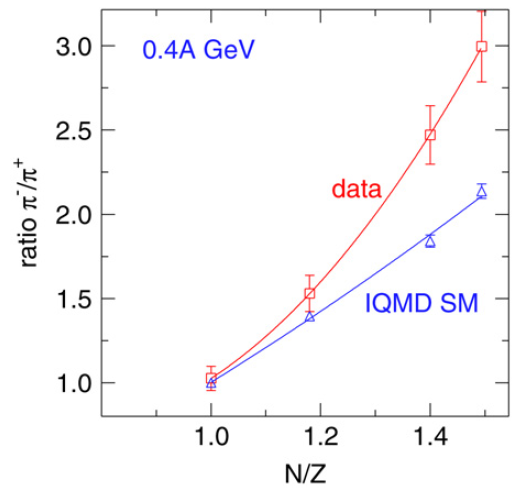 0.4A GeV
3.0
2.5
2.0
1.5
1.0
ratio π⁻/π⁺
data
IQMD SM
1.0 1.2 1.4
N/Z